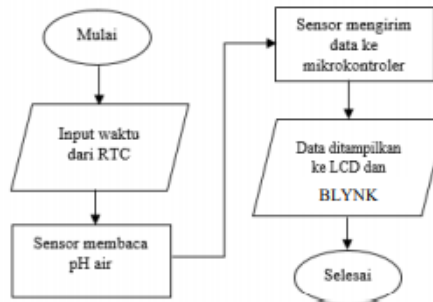 Mulai
Input waktu
dari RTC
Sensor membaca
pH air
Sensor mengirim
data ke
mikrokontroler
Data ditampilkan
ke LCD dan
BLYNK
Selesai